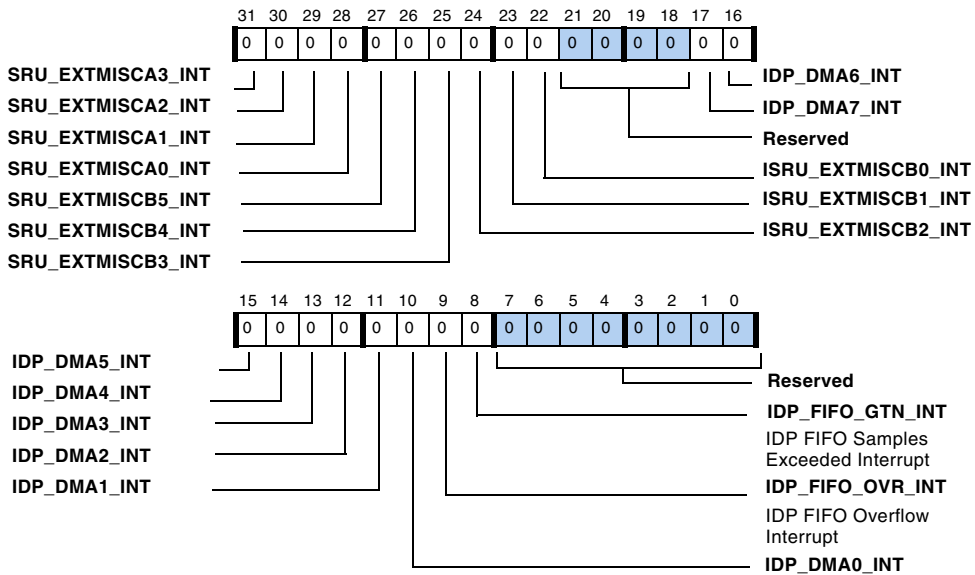 31 30 29 28 27 26 25 24 23 22 21 20 19 18 17 16
0 0 0 0 0 0 0 0 0 0 0 0 0 0 0 0
SRU_EXTMISCA3_INT
SRU_EXTMISCA2_INT
SRU_EXTMISCA1_INT
SRU_EXTMISCA0_INT
SRU_EXTMISCB5_INT
SRU_EXTMISCB4_INT
SRU_EXTMISCB3_INT
IDP_DMA6_INT
IDP_DMA7_INT
Reserved
ISRU_EXTMISCB0_INT
ISRU_EXTMISCB1_INT
ISRU_EXTMISCB2_INT
15 14 13 12 11 10 9 8 7 6 5 4 3 2 1 0
0 0 0 0 0 0 0 0 0 0 0 0 0 0 0 0
IDP_DMA5_INT
IDP_DMA4_INT
IDP_DMA3_INT
IDP_DMA2_INT
IDP_DMA1_INT
Reserved
IDP_FIFO_GTN_INT
IDP FIFO Samples
Exceeded Interrupt
IDP_FIFO_OVR_INT
IDP FIFO Overflow
Interrupt
IDP_DMA0_INT